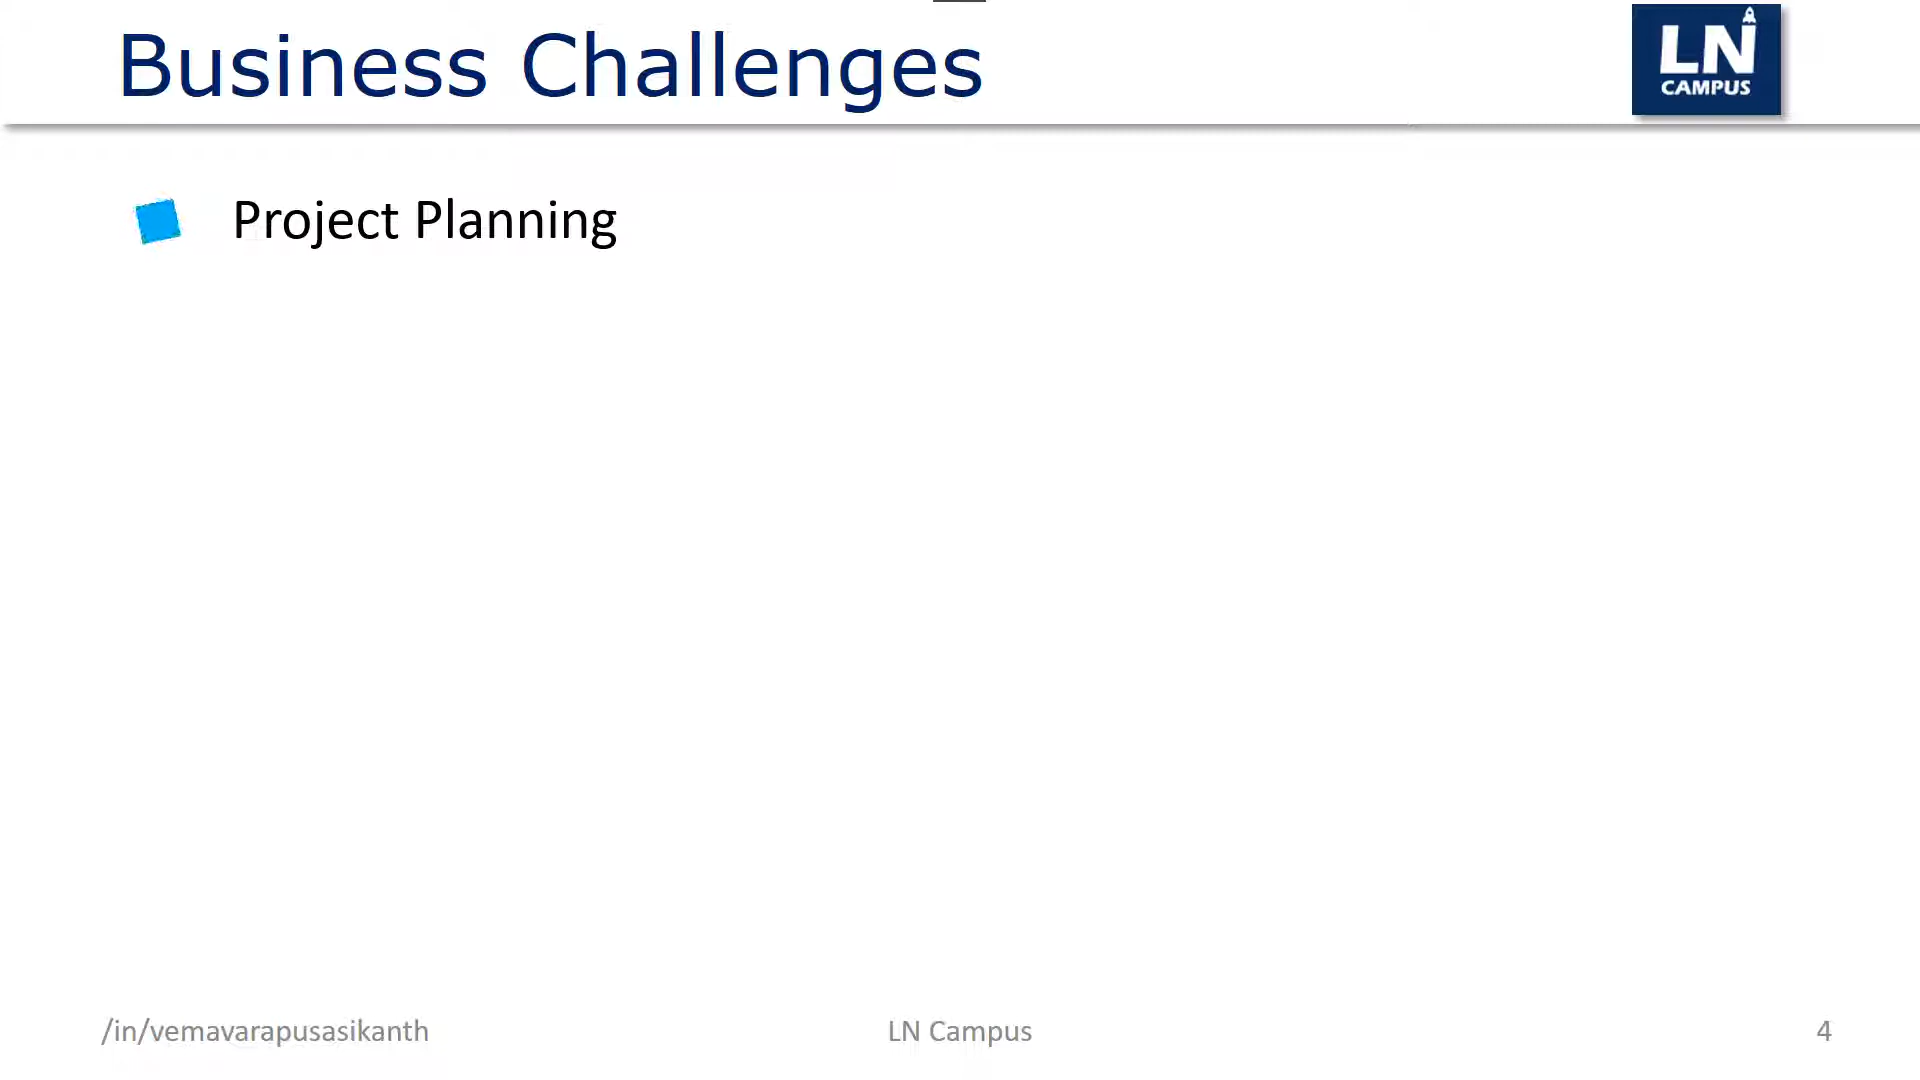 Business Challenges
LN
CAMPUS
Project Planning
/in/vemavarapusasikanth
LN Campus
4